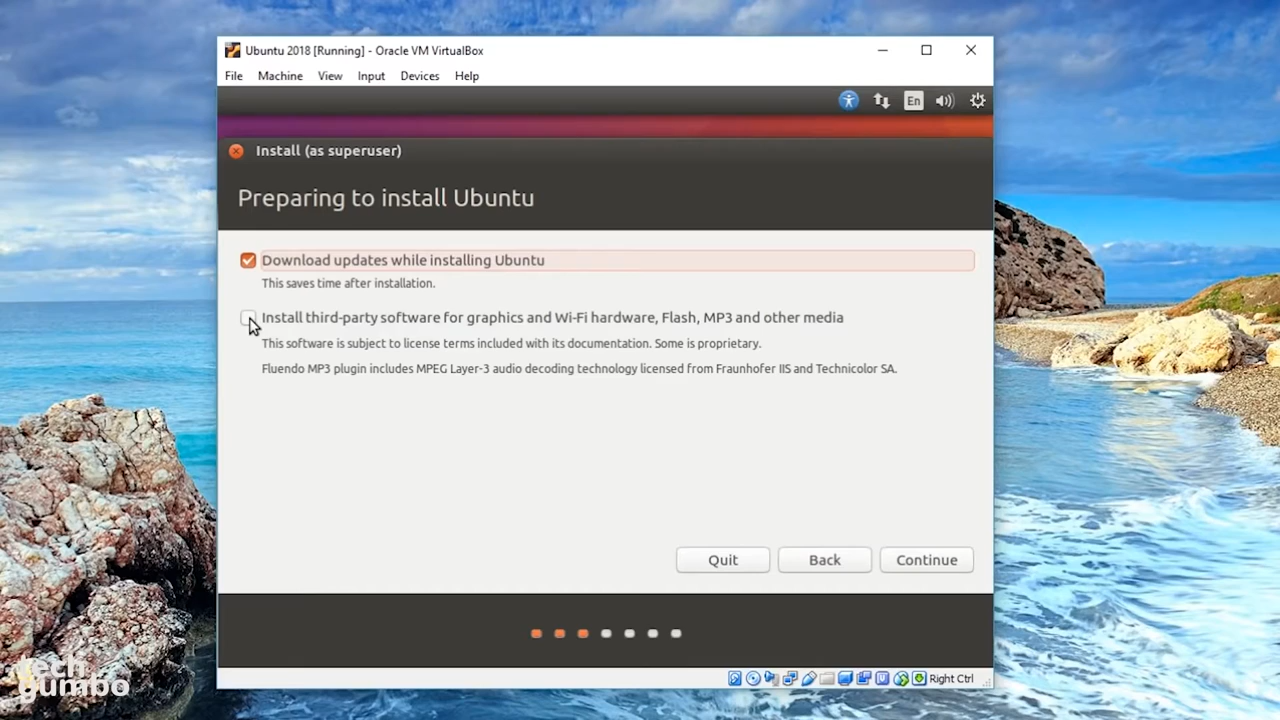 Ubuntu 2018 [Running] - Oracle VM VirtualBox
File Machine View Input Devices Help
En
Install (as superuser)
Preparing to install Ubuntu
Download updates while installing Ubuntu
This saves time after installation.
Install third-party software for graphics and Wi-Fi hardware, Flash, MP3 and other media
This software is subject to license terms included with its documentation. Some is proprietary.
Fluendo MP3 plugin includes MPEG Layer-3 audio decoding technology licensed from Fraunhofer IIS and Technicolor SA.
Quit Back Continue
Right Ctrl
tech
gumbo